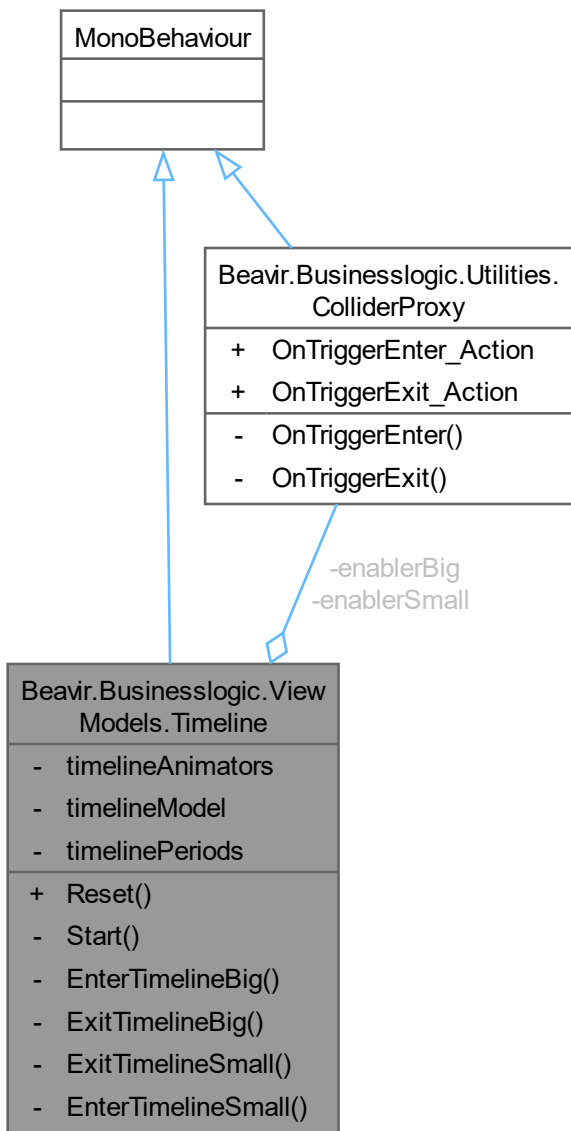 MonoBehaviour
Beavir.Businesslogic.Utilities.
ColliderProxy
+ OnTriggerEnter_Action
+ OnTriggerExit_Action
- OnTriggerEnter()
- OnTriggerExit()
-enablerBig
-enablerSmall
Beavir.Businesslogic.View
Models.Timeline
- timelineAnimators
- timelineModel
- timelinePeriods
+ Reset()
- Start()
- EnterTimelineBig()
- ExitTimelineBig()
- ExitTimelineSmall()
- EnterTimelineSmall()